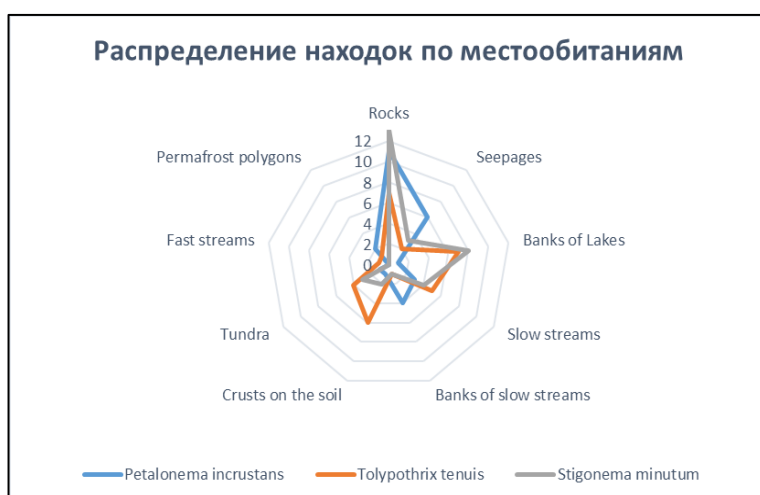 Распределение находок по местообитаниям
Rocks
12
10
8
6
4
2
0
Seepages
Banks of Lakes
Slow streams
Banks of slow streams
Crusts on the soil
Tundra
Fast streams
Permafrost polygons
Petalonema incrustans
Tolypothrix tenuis
Stigonema minutum